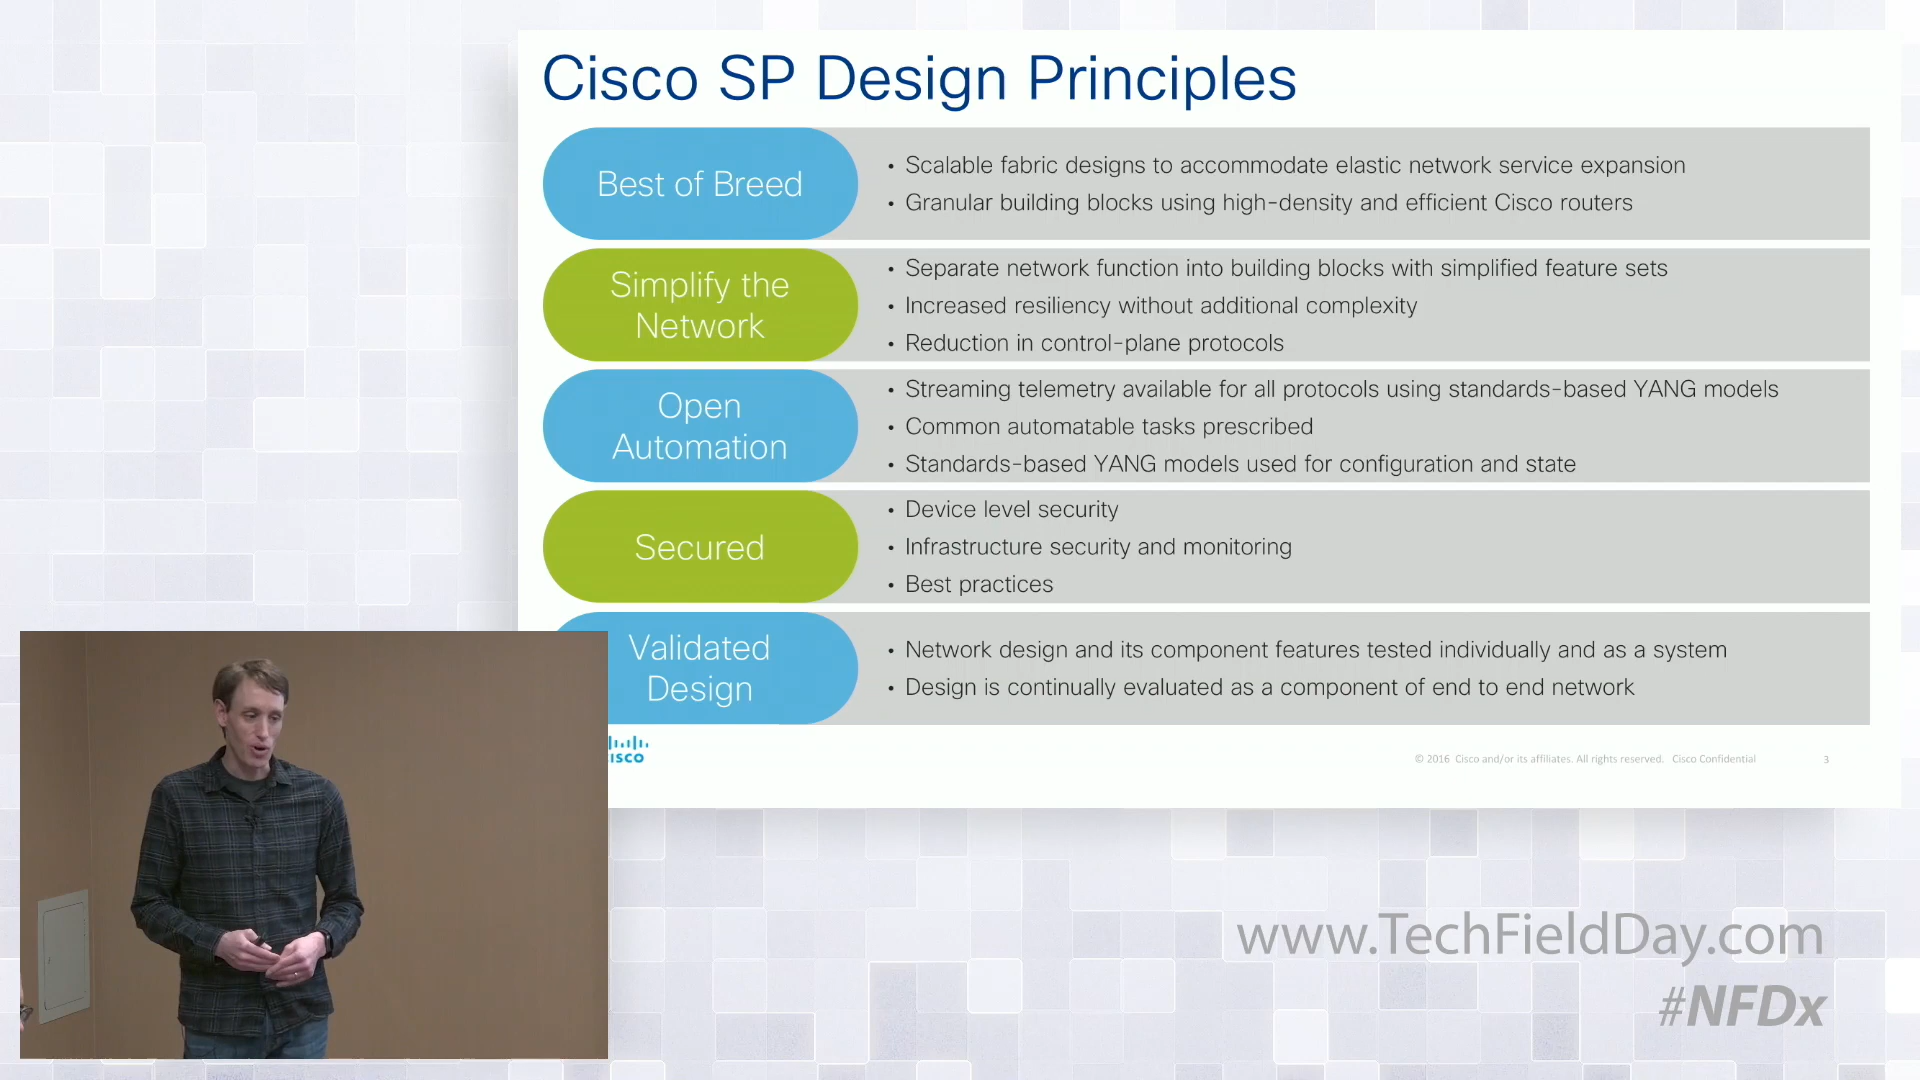 Cisco SP Design Principles
Best of Breed
• Scalable fabric designs to accommodate elastic network service expansion
• Granular building blocks using high-density and efficient Cisco routers
Simplify the
Network
• Separate network function into building blocks with simplified feature sets
• Increased resiliency without additional complexity
• Reduction in control-plane protocols
Open
Automation
• Streaming telemetry available for all protocols using standards-based YANG models
• Common automatable tasks prescribed
• Standards-based YANG models used for configuration and state
Secured
• Device level security
• Infrastructure security and monitoring
• Best practices
Validated
Design
• Network design and its component features tested individually and as a system
• Design is continually evaluated as a component of end to end network
ISCO
© 2016 Cisco and/or its affiliates. All rights reserved. Cisco Confidential
3
www.TechFieldDay.com
#NFDx